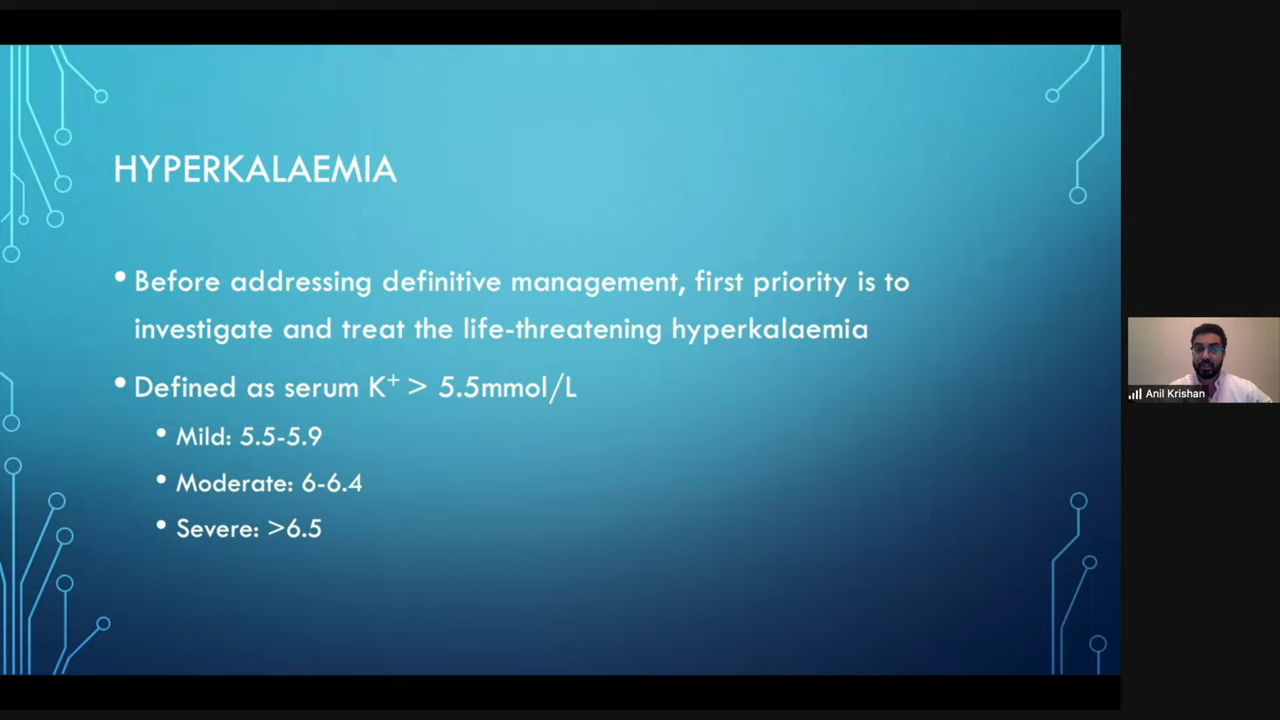 HYPERKALAEMIA
• Before addressing definitive management, first priority is to
investigate and treat the life-threatening hyperkalaemia
• Defined as serum K⁺ > 5.5mmol/L
• Mild: 5.5-5.9
• Moderate: 6-6.4
• Severe: >6.5
Anil Krishan